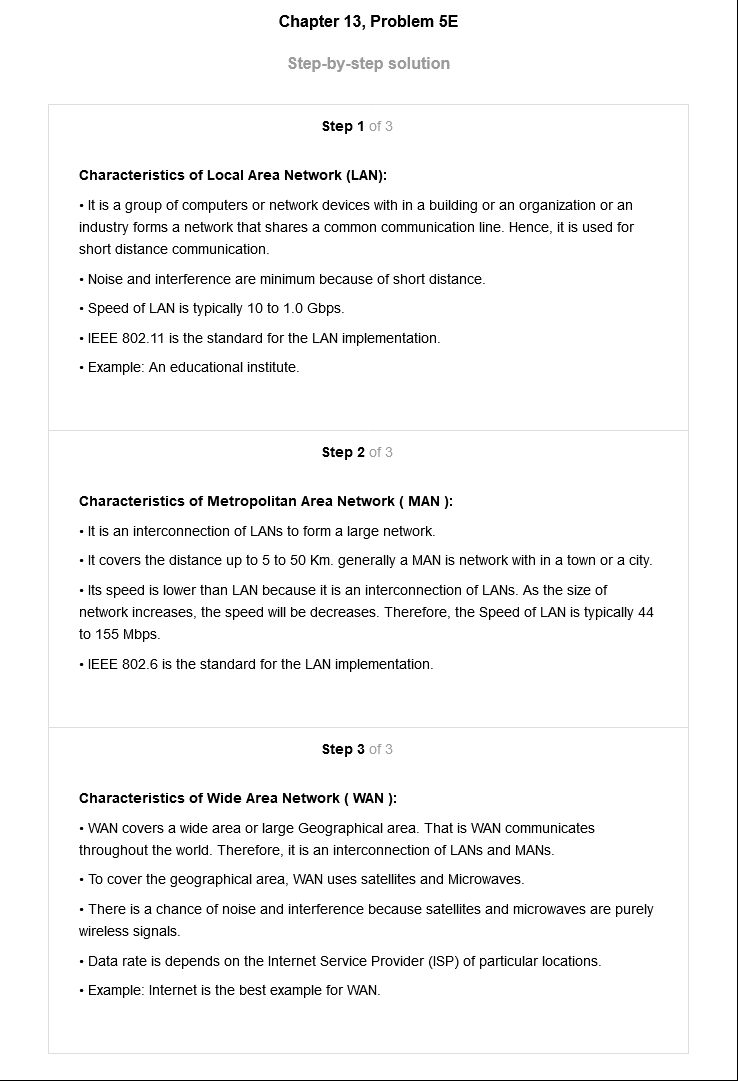 Chapter 13, Problem 5E
Step-by-step solution
Step 1 of 3
Characteristics of Local Area Network (LAN):
• It is a group of computers or network devices with in a building or an organization or an
industry forms a network that shares a common communication line. Hence, it is used for
short distance communication.
• Noise and interference are minimum because of short distance.
• Speed of LAN is typically 10 to 1.0 Gbps.
• IEEE 802.11 is the standard for the LAN implementation.
• Example: An educational institute.
Step 2 of 3
Characteristics of Metropolitan Area Network ( MAN ):
• It is an interconnection of LANs to form a large network.
• It covers the distance up to 5 to 50 Km. generally a MAN is network with in a town or a city.
• Its speed is lower than LAN because it is an interconnection of LANs. As the size of
network increases, the speed will be decreases. Therefore, the Speed of LAN is typically 44
to 155 Mbps.
• IEEE 802.6 is the standard for the LAN implementation.
Step 3 of 3
Characteristics of Wide Area Network ( WAN ):
• WAN covers a wide area or large Geographical area. That is WAN communicates
throughout the world. Therefore, it is an interconnection of LANs and MANs.
• To cover the geographical area, WAN uses satellites and Microwaves.
• There is a chance of noise and interference because satellites and microwaves are purely
wireless signals.
• Data rate is depends on the Internet Service Provider (ISP) of particular locations.
• Example: Internet is the best example for WAN.